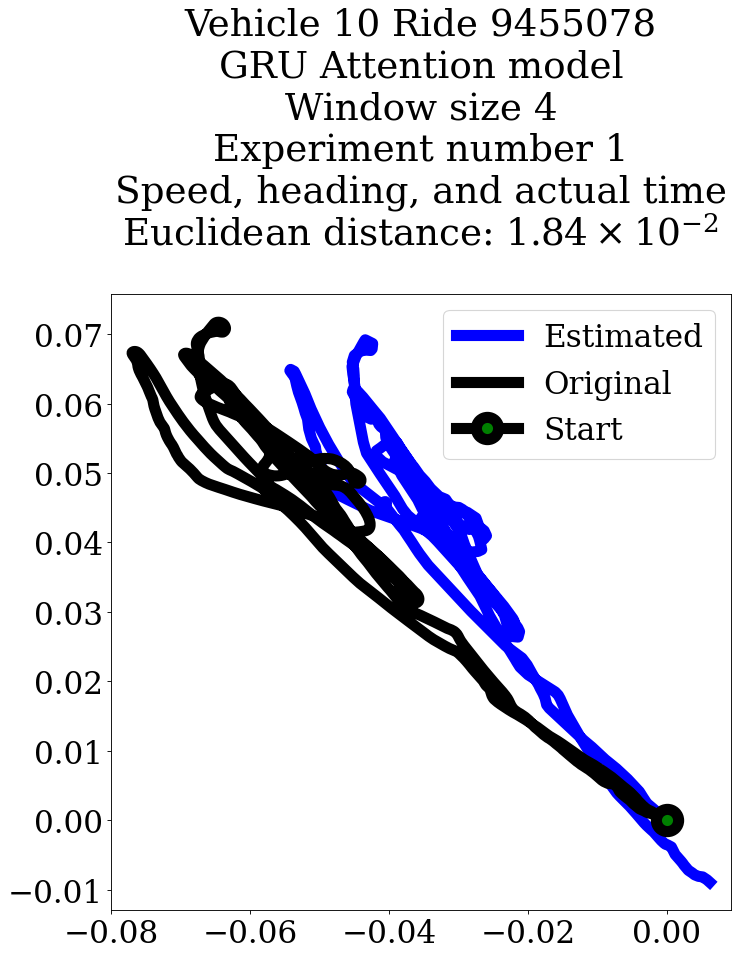 Vehicle 10 Ride 9455078
GRU Attention model
Window size 4
Experiment number 1
Speed, heading, and actual time
Euclidean distance: 1.84 × 10⁻²
Estimated
Original
Start
0.07
0.06
0.05
0.04
0.03
0.02
0.01
0.00
−0.01
−0.08 −0.06 −0.04 −0.02 0.00